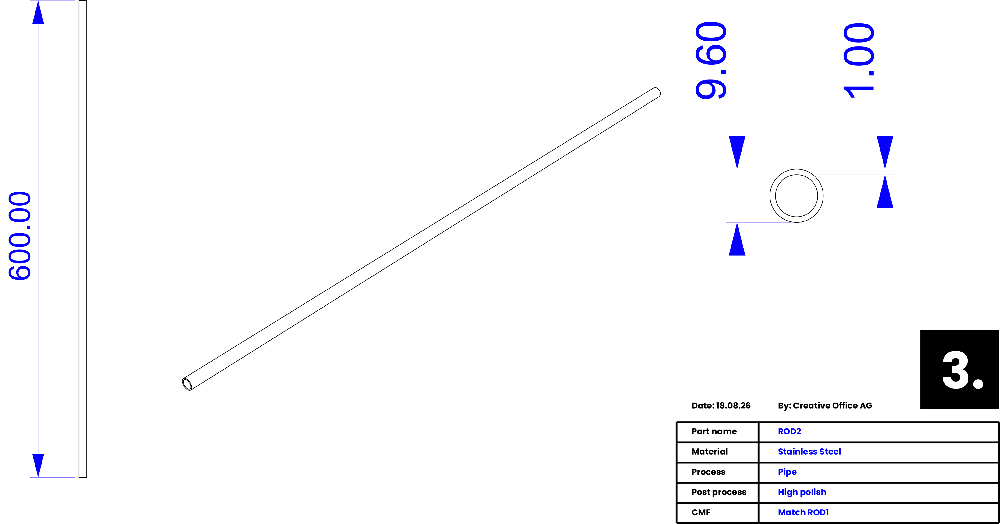 600.00
9.60
1.00
3.
Date: 18.08.26 By: Creative Office AG
Part name ROD2
Material Stainless Steel
Process Pipe
Post process High polish
CMF Match ROD1